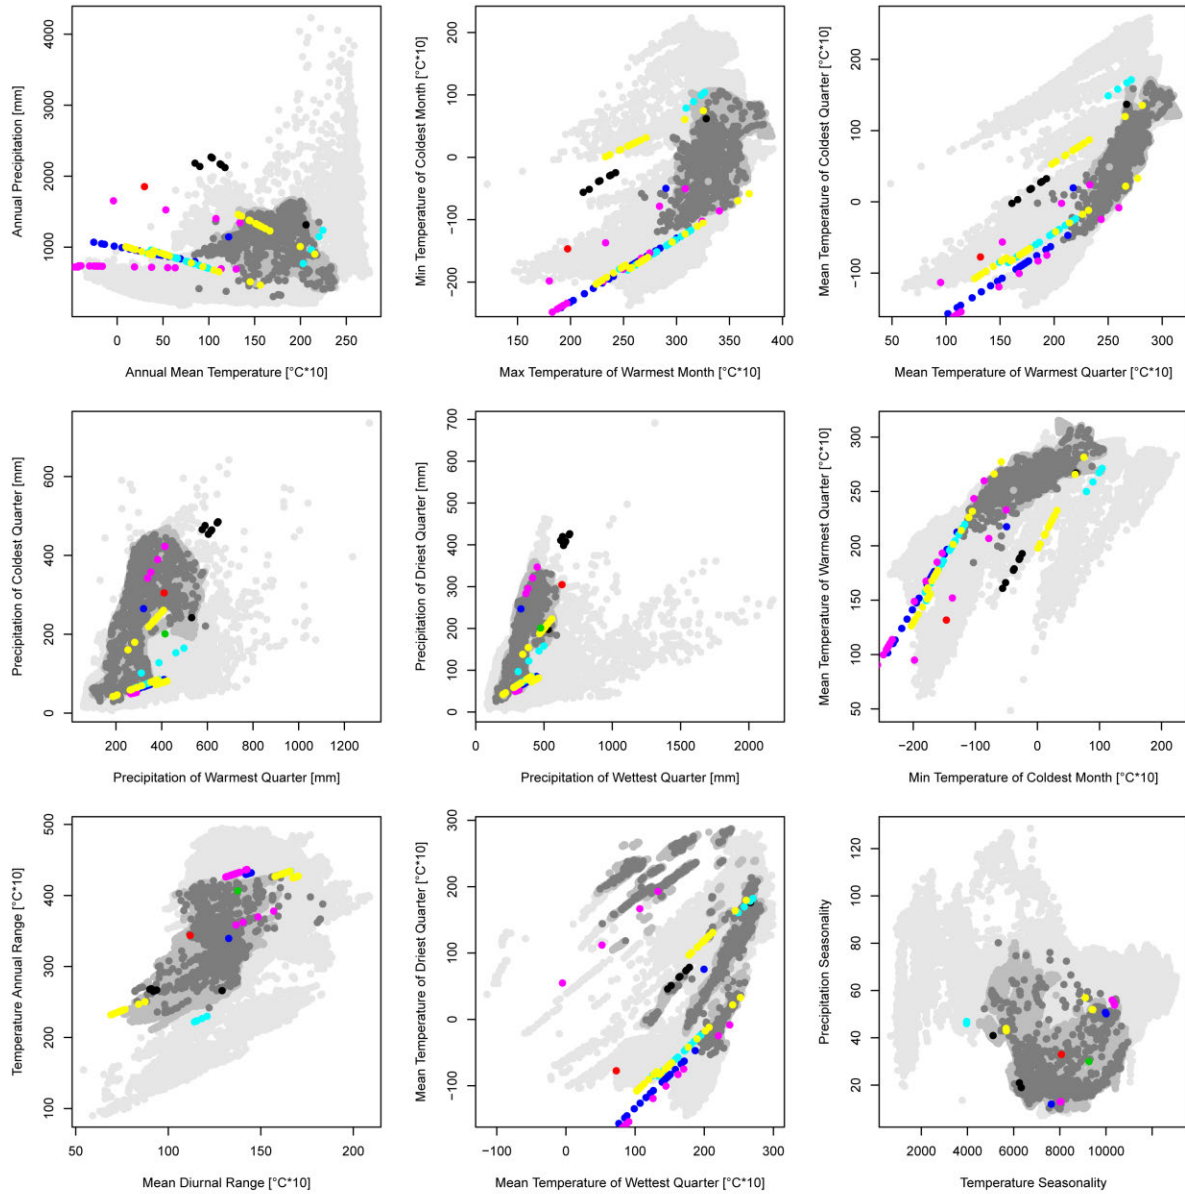 4000
3000
2000
1000
Annual Precipitation [mm]
0 50 100 150 200 250
Annual Mean Temperature [°C*10]
200
100
0
−100
−200
Min Temperature of Coldest Month [°C*10]
150 200 250 300 350 400
Max Temperature of Warmest Month [°C*10]
200
100
0
−100
Mean Temperature of Coldest Quarter [°C*10]
50 100 150 200 250 300
Mean Temperature of Warmest Quarter [°C*10]
600
400
200
0
Precipitation of Coldest Quarter [mm]
200 400 600 800 1000 1200
Precipitation of Warmest Quarter [mm]
700
600
500
400
300
200
100
0
Precipitation of Driest Quarter [mm]
0 500 1000 1500 2000
Precipitation of Wettest Quarter [mm]
300
250
200
150
100
50
Mean Temperature of Warmest Quarter [°C*10]
−200 −100 0 100 200
Min Temperature of Coldest Month [°C*10]
500
400
300
200
100
Temperature Annual Range [°C*10]
50 100 150 200
Mean Diurnal Range [°C*10]
300
200
100
0
−100
Mean Temperature of Driest Quarter [°C*10]
−100 0 100 200 300
Mean Temperature of Wettest Quarter [°C*10]
120
100
80
60
40
20
Precipitation Seasonality
2000 4000 6000 8000 10000
Temperature Seasonality